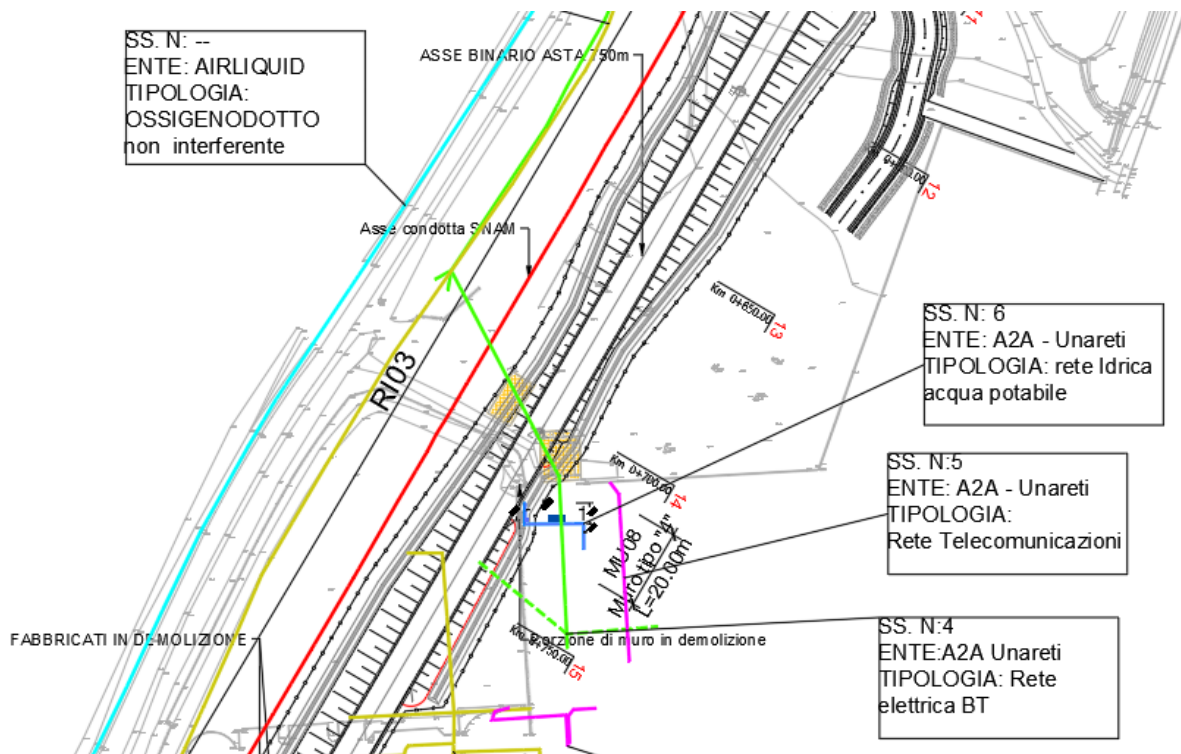 SS. N: --
ENTE: AIRLIQUID
TIPOLOGIA:
OSSIGENODOTTO
non interferente
ASSE BINARIO ASTA 750m
11
12
Asse condotta SNAM
Km 0+650.00
13
RI03
SS. N: 6
ENTE: A2A - Unareti
TIPOLOGIA: rete Idrica
acqua potabile
Km 0+700.00
14
SS. N:5
ENTE: A2A - Unareti
TIPOLOGIA:
Rete Telecomunicazioni
MU08
Muro tipo "4"
L=20.00m
FABBRICATI IN DEMOLIZIONE
Porzione di muro in demolizione
Km 0+750.00
15
SS. N:4
ENTE:A2A Unareti
TIPOLOGIA: Rete
elettrica BT